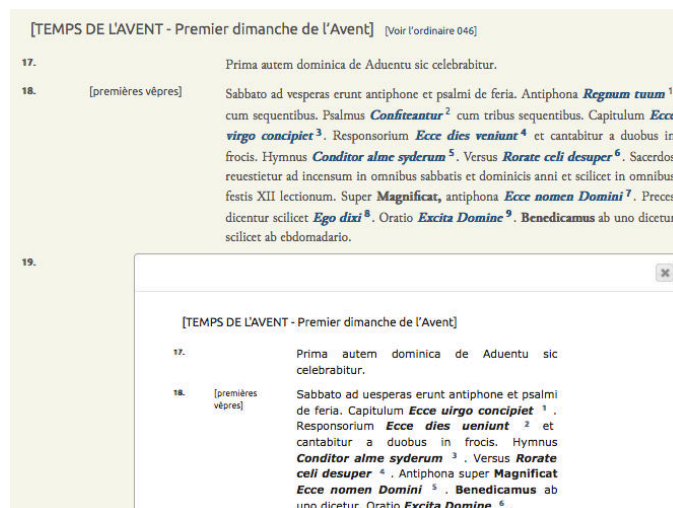 [TEMPS DE L'AVENT - Premier dimanche de l'Avent] [Voir l'ordinaire 046]
17. Prima autem dominica de Aduentu sic celebrabitur.
18. [premières vêpres] Sabbato ad vesperas erunt antiphone et psalmi de feria. Antiphona Regnum tuum 1
cum sequentibus. Psalmus Confiteantur 2 cum tribus sequentibus. Capitulum Ecce
virgo concipiet 3. Responsorium Ecce dies veniunt 4 et cantabitur a duobus in
frocis. Hymnus Conditor alme syderum 5. Versus Rorate celi desuper 6. Sacerdos
reuestietur ad incensum in omnibus sabbatis et dominicis anni et scilicet in omnibus
festis XII lectionum. Super Magnificat, antiphona Ecce nomen Domini 7. Preces
dicentur scilicet Ego dixi 8. Oratio Excita Domine 9. Benedicamus ab uno dicetur
scilicet ab ebdomadario.
19.
[TEMPS DE L'AVENT - Premier dimanche de l'Avent]
17. Prima autem dominica de Aduentu sic
celebrabitur.
18. [premières vêpres] Sabbato ad uesperas erunt antiphone et psalmi
de feria. Capitulum Ecce uirgo concipiet 1 .
Responsorium Ecce dies ueniunt 2 et
cantabitur a duobus in frocis. Hymnus
Conditor alme syderum 3 . Versus Rorate
celi desuper 4 . Antiphona super Magnificat
Ecce nomen Domini 5 . Benedicamus ab
uno dicetur. Oratio Excita Domine 6 .